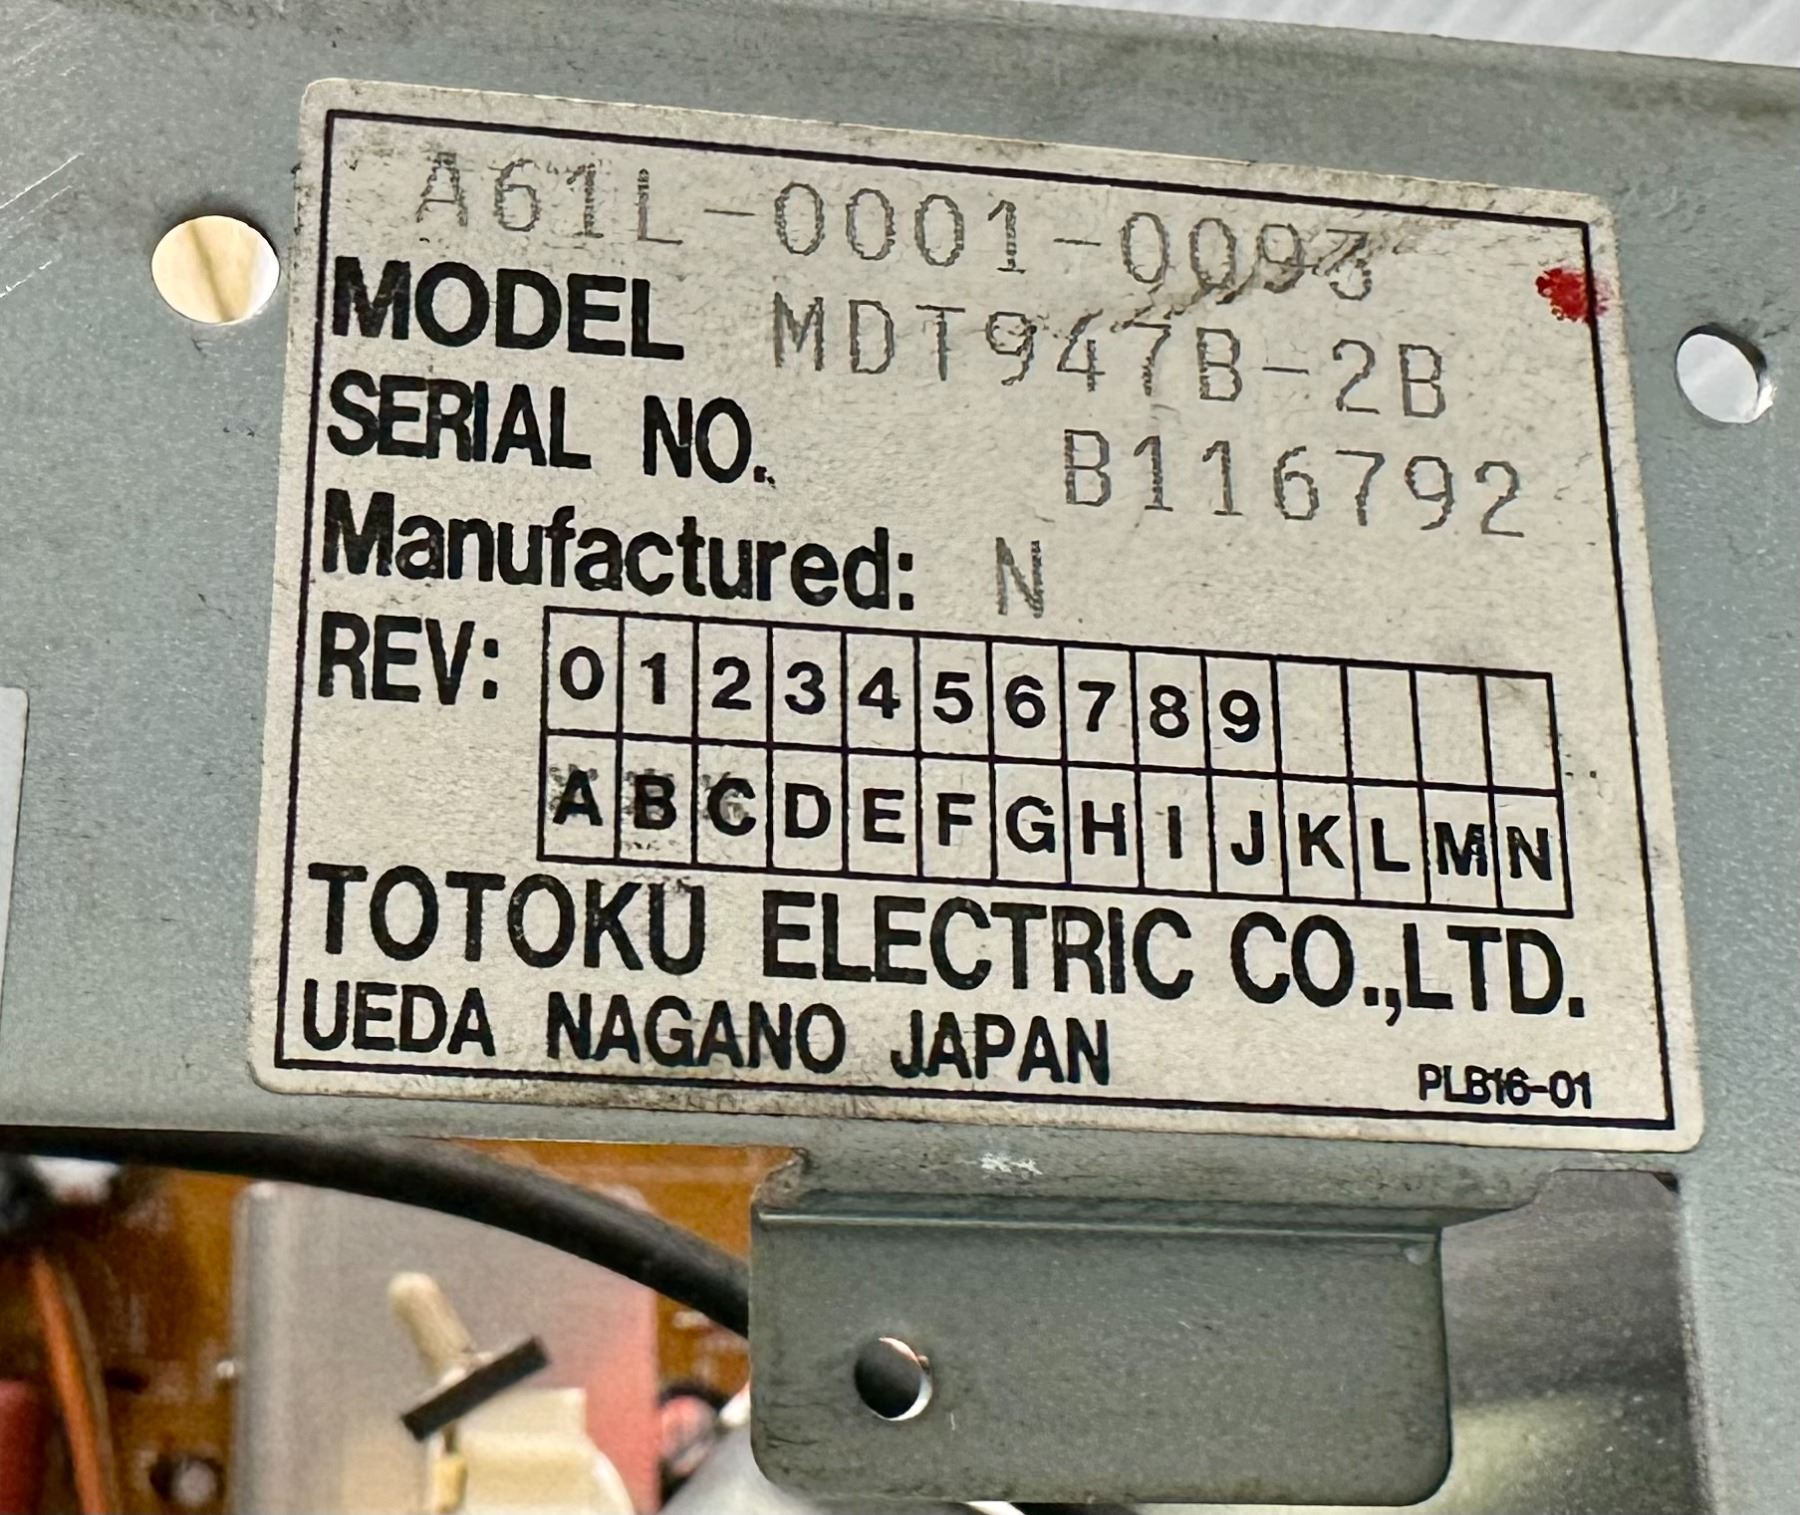 A61L-0001-0093
MODEL MDT947B-2B
SERIAL NO. B116792
Manufactured: N
REV: 0 1 2 3 4 5 6 7 8 9
A B C D E F G H I J K L M N
TOTOKU ELECTRIC CO.,LTD.
UEDA NAGANO JAPAN
PLB16-01